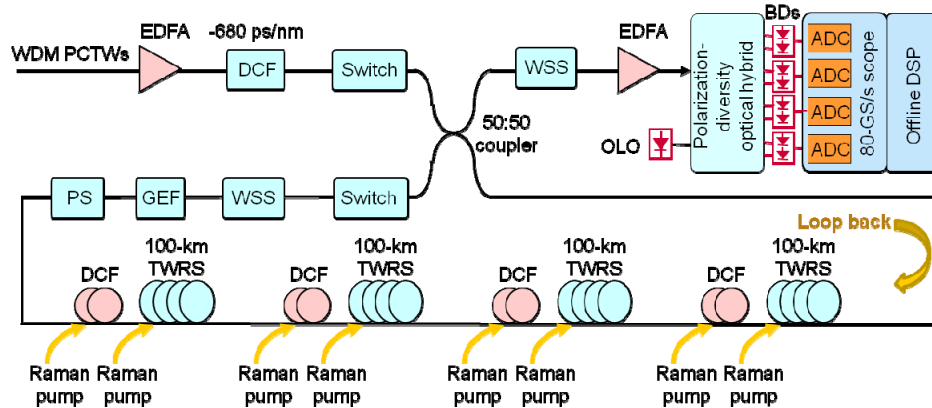 WDM PCTWs
EDFA
-680 ps/nm
DCF
Switch
50:50
coupler
WSS
EDFA
OLO
Polarization-
diversity
optical hybrid
BDs
ADC
ADC
ADC
ADC
80-GS/s scope
Offline DSP
PS
GEF
WSS
Switch
Loop back
DCF
100-km
TWRS
DCF
100-km
TWRS
DCF
100-km
TWRS
DCF
100-km
TWRS
Raman
pump
Raman
pump
Raman
pump
Raman
pump
Raman
pump
Raman
pump
Raman
pump
Raman
pump